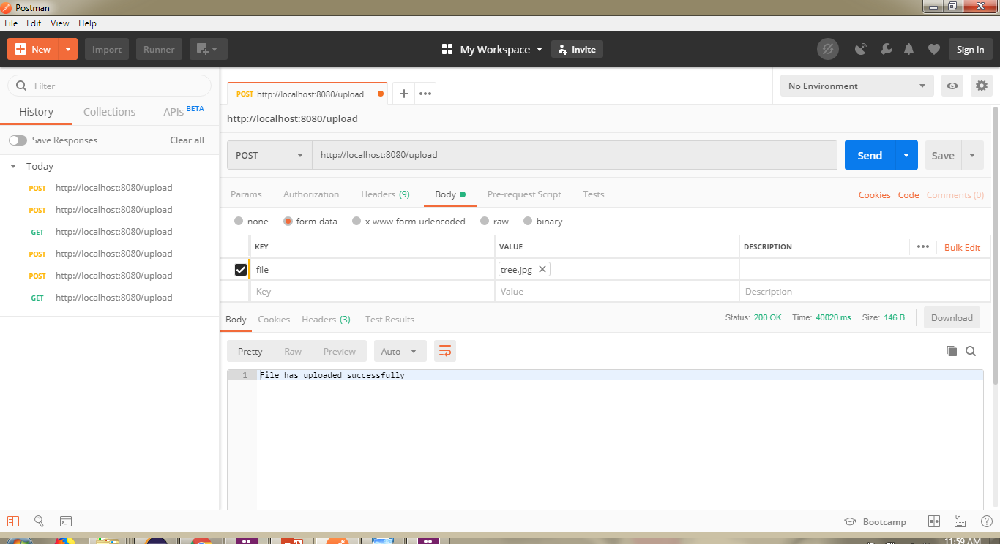 Postman
File Edit View Help
New Import Runner My Workspace Invite Sign In
Filter
History Collections APIs BETA
Save Responses Clear all
Today
POST http://localhost:8080/upload
POST http://localhost:8080/upload
GET http://localhost:8080/upload
POST http://localhost:8080/upload
POST http://localhost:8080/upload
GET http://localhost:8080/upload
POST http://localhost:8080/upload
No Environment
http://localhost:8080/upload
POST http://localhost:8080/upload Send Save
Params Authorization Headers (9) Body Pre-request Script Tests Cookies Code Comments (0)
none form-data x-www-form-urlencoded raw binary
KEY VALUE DESCRIPTION Bulk Edit
file tree.jpg
Key Value Description
Body Cookies Headers (3) Test Results Status: 200 OK Time: 40020 ms Size: 146 B Download
Pretty Raw Preview Auto
1 File has uploaded successfully
Bootcamp
11:59 AM